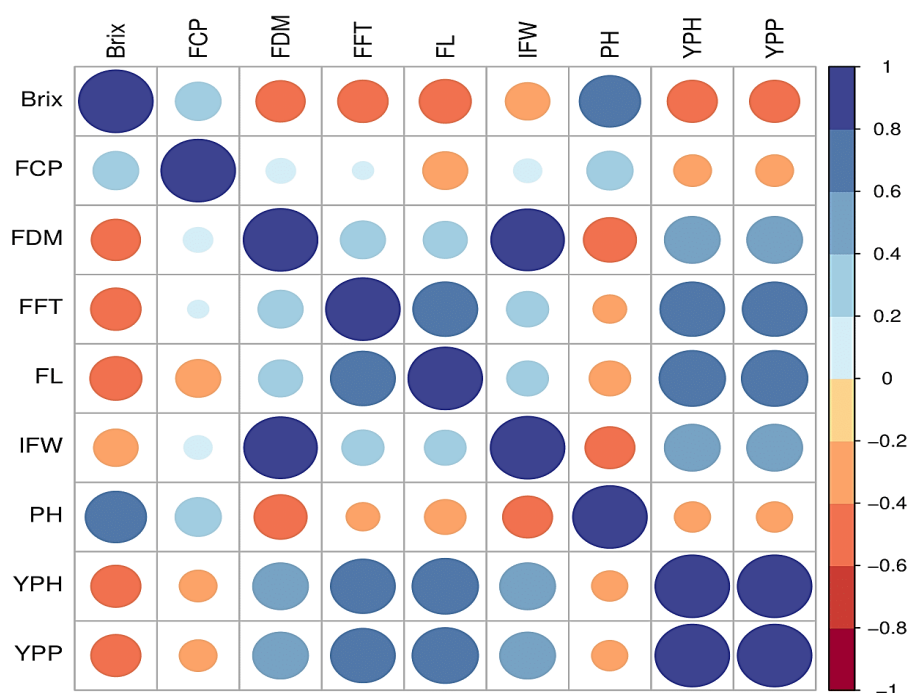 Brix FCP FDM FFT FL IFW PH YPH YPP
Brix
FCP
FDM
FFT
FL
IFW
PH
YPH
YPP
1
0.8
0.6
0.4
0.2
0
−0.2
−0.4
−0.6
−0.8
−1